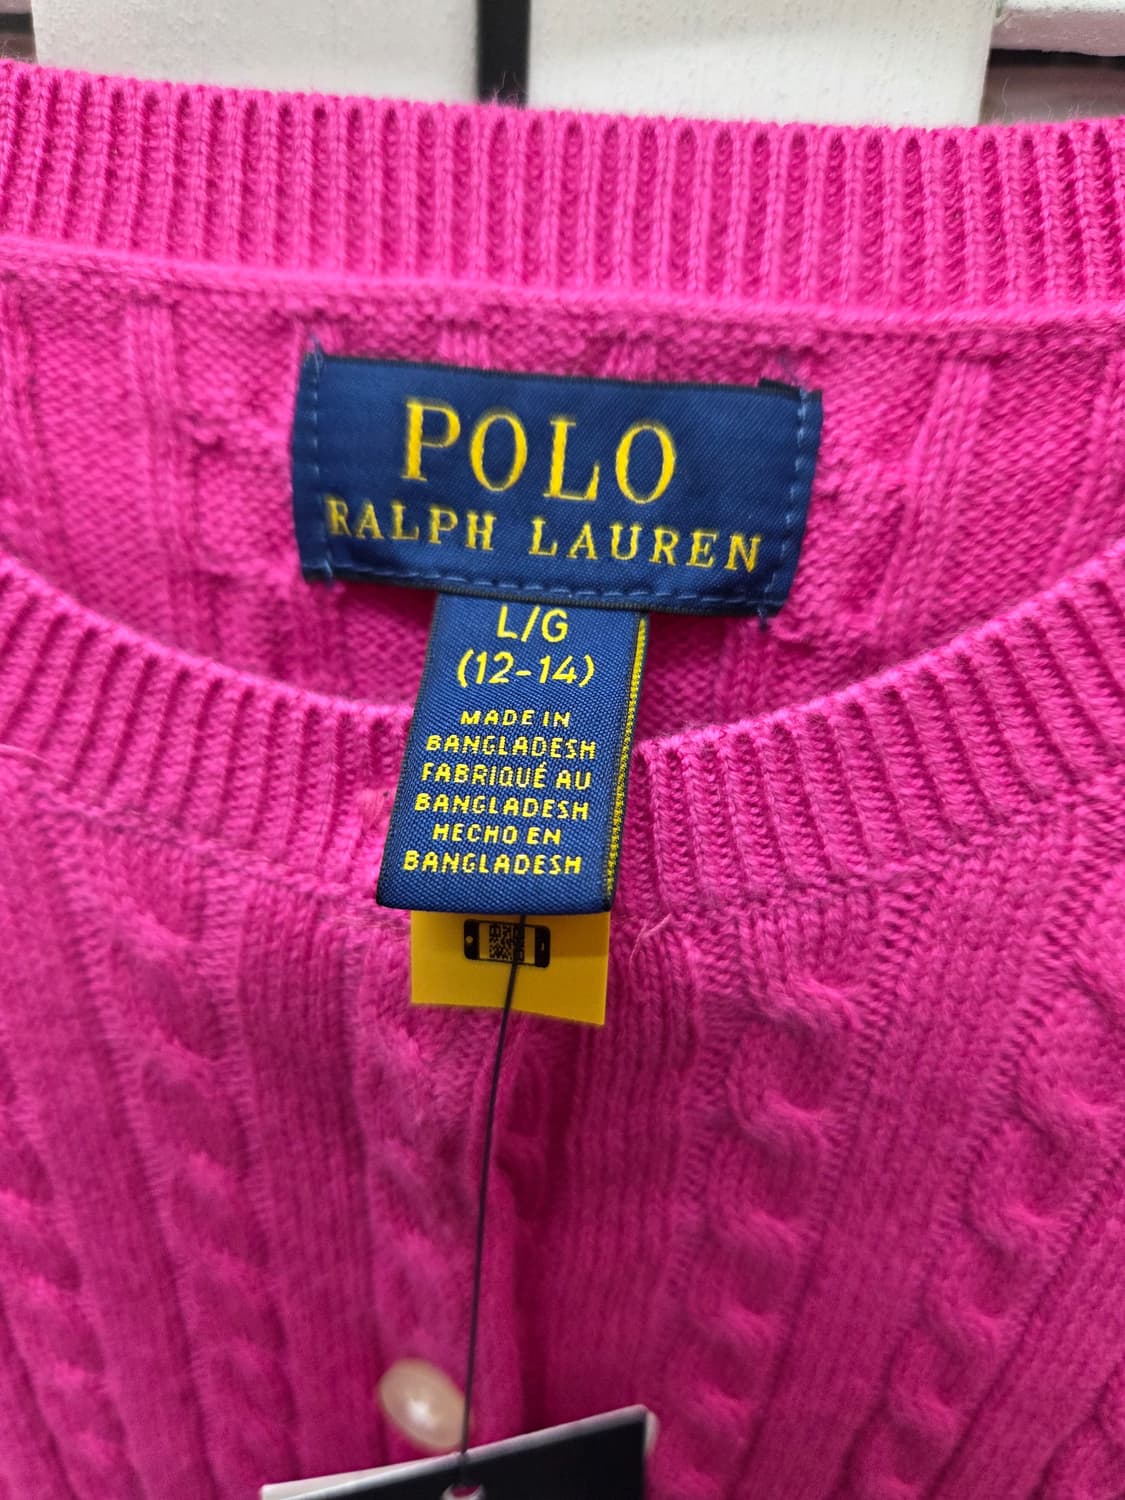 POLO
RALPH LAUREN
L/G
(12-14)
MADE IN
BANGLADESH
FABRIQUÉ AU
BANGLADESH
HECHO EN
BANGLADESH